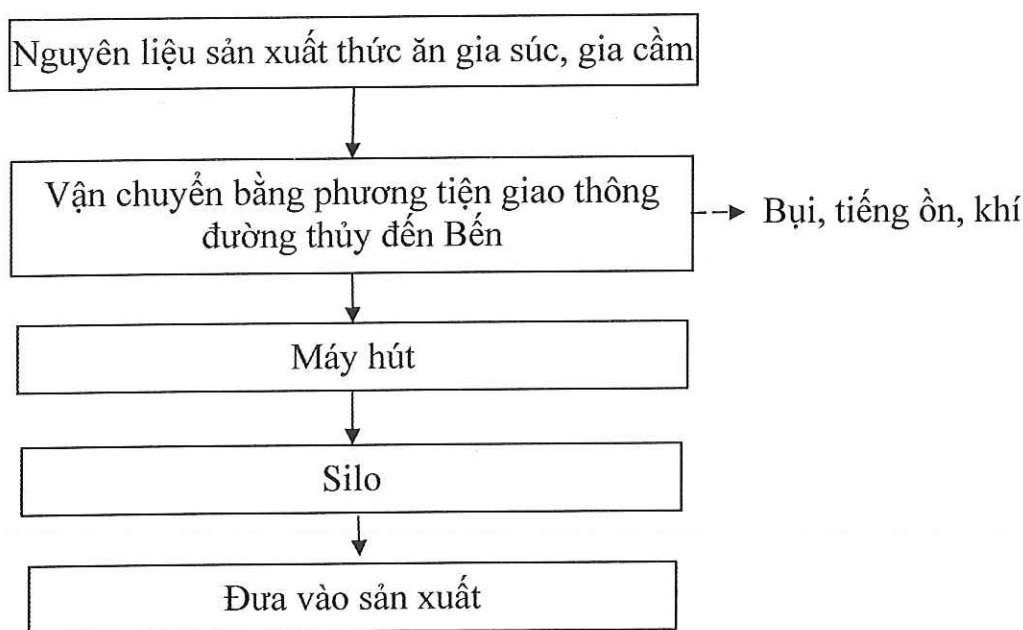 Nguyên liệu sản xuất thức ăn gia súc, gia cầm
Vận chuyển bằng phương tiện giao thông
đường thủy đến Bến
Bụi, tiếng ồn, khí
Máy hút
Silo
Đưa vào sản xuất